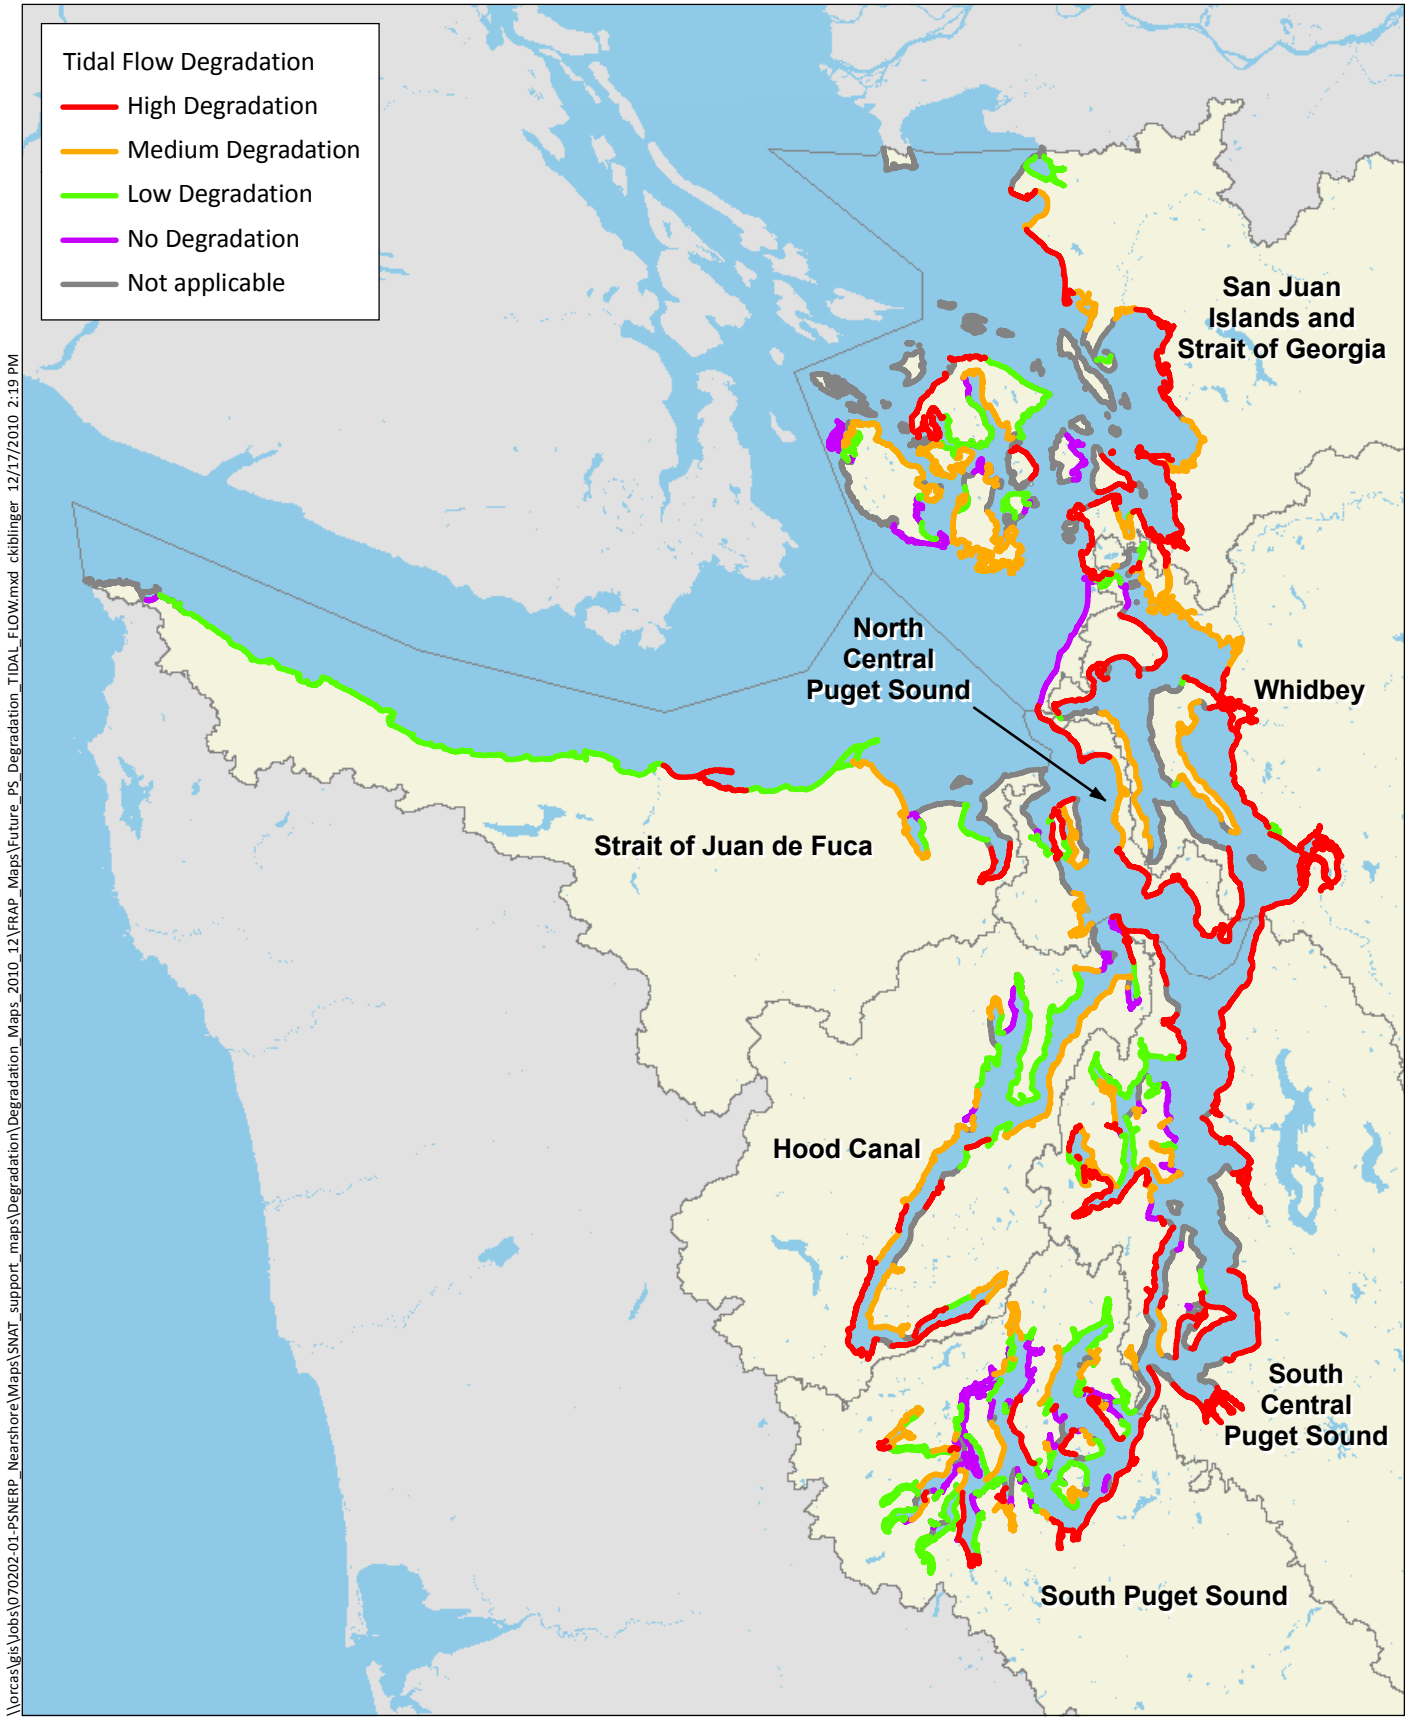 Tidal Flow Degradation
High Degradation
Medium Degradation
Low Degradation
No Degradation
Not applicable
San Juan
Islands and
Strait of Georgia
North
Central
Puget Sound
Whidbey
Strait of Juan de Fuca
Hood Canal
South
Central
Puget Sound
South Puget Sound
\\orcas\gis\Jobs\070202-01-PSNERP_Nearshore\Maps\SNAT_support_maps\Degradation\Degradation_Maps_2010_12\FRAP_Maps\Future_PS_Degradation_TIDAL_FLOW.mxd ckiblinger 12/17/2010 2:19 PM